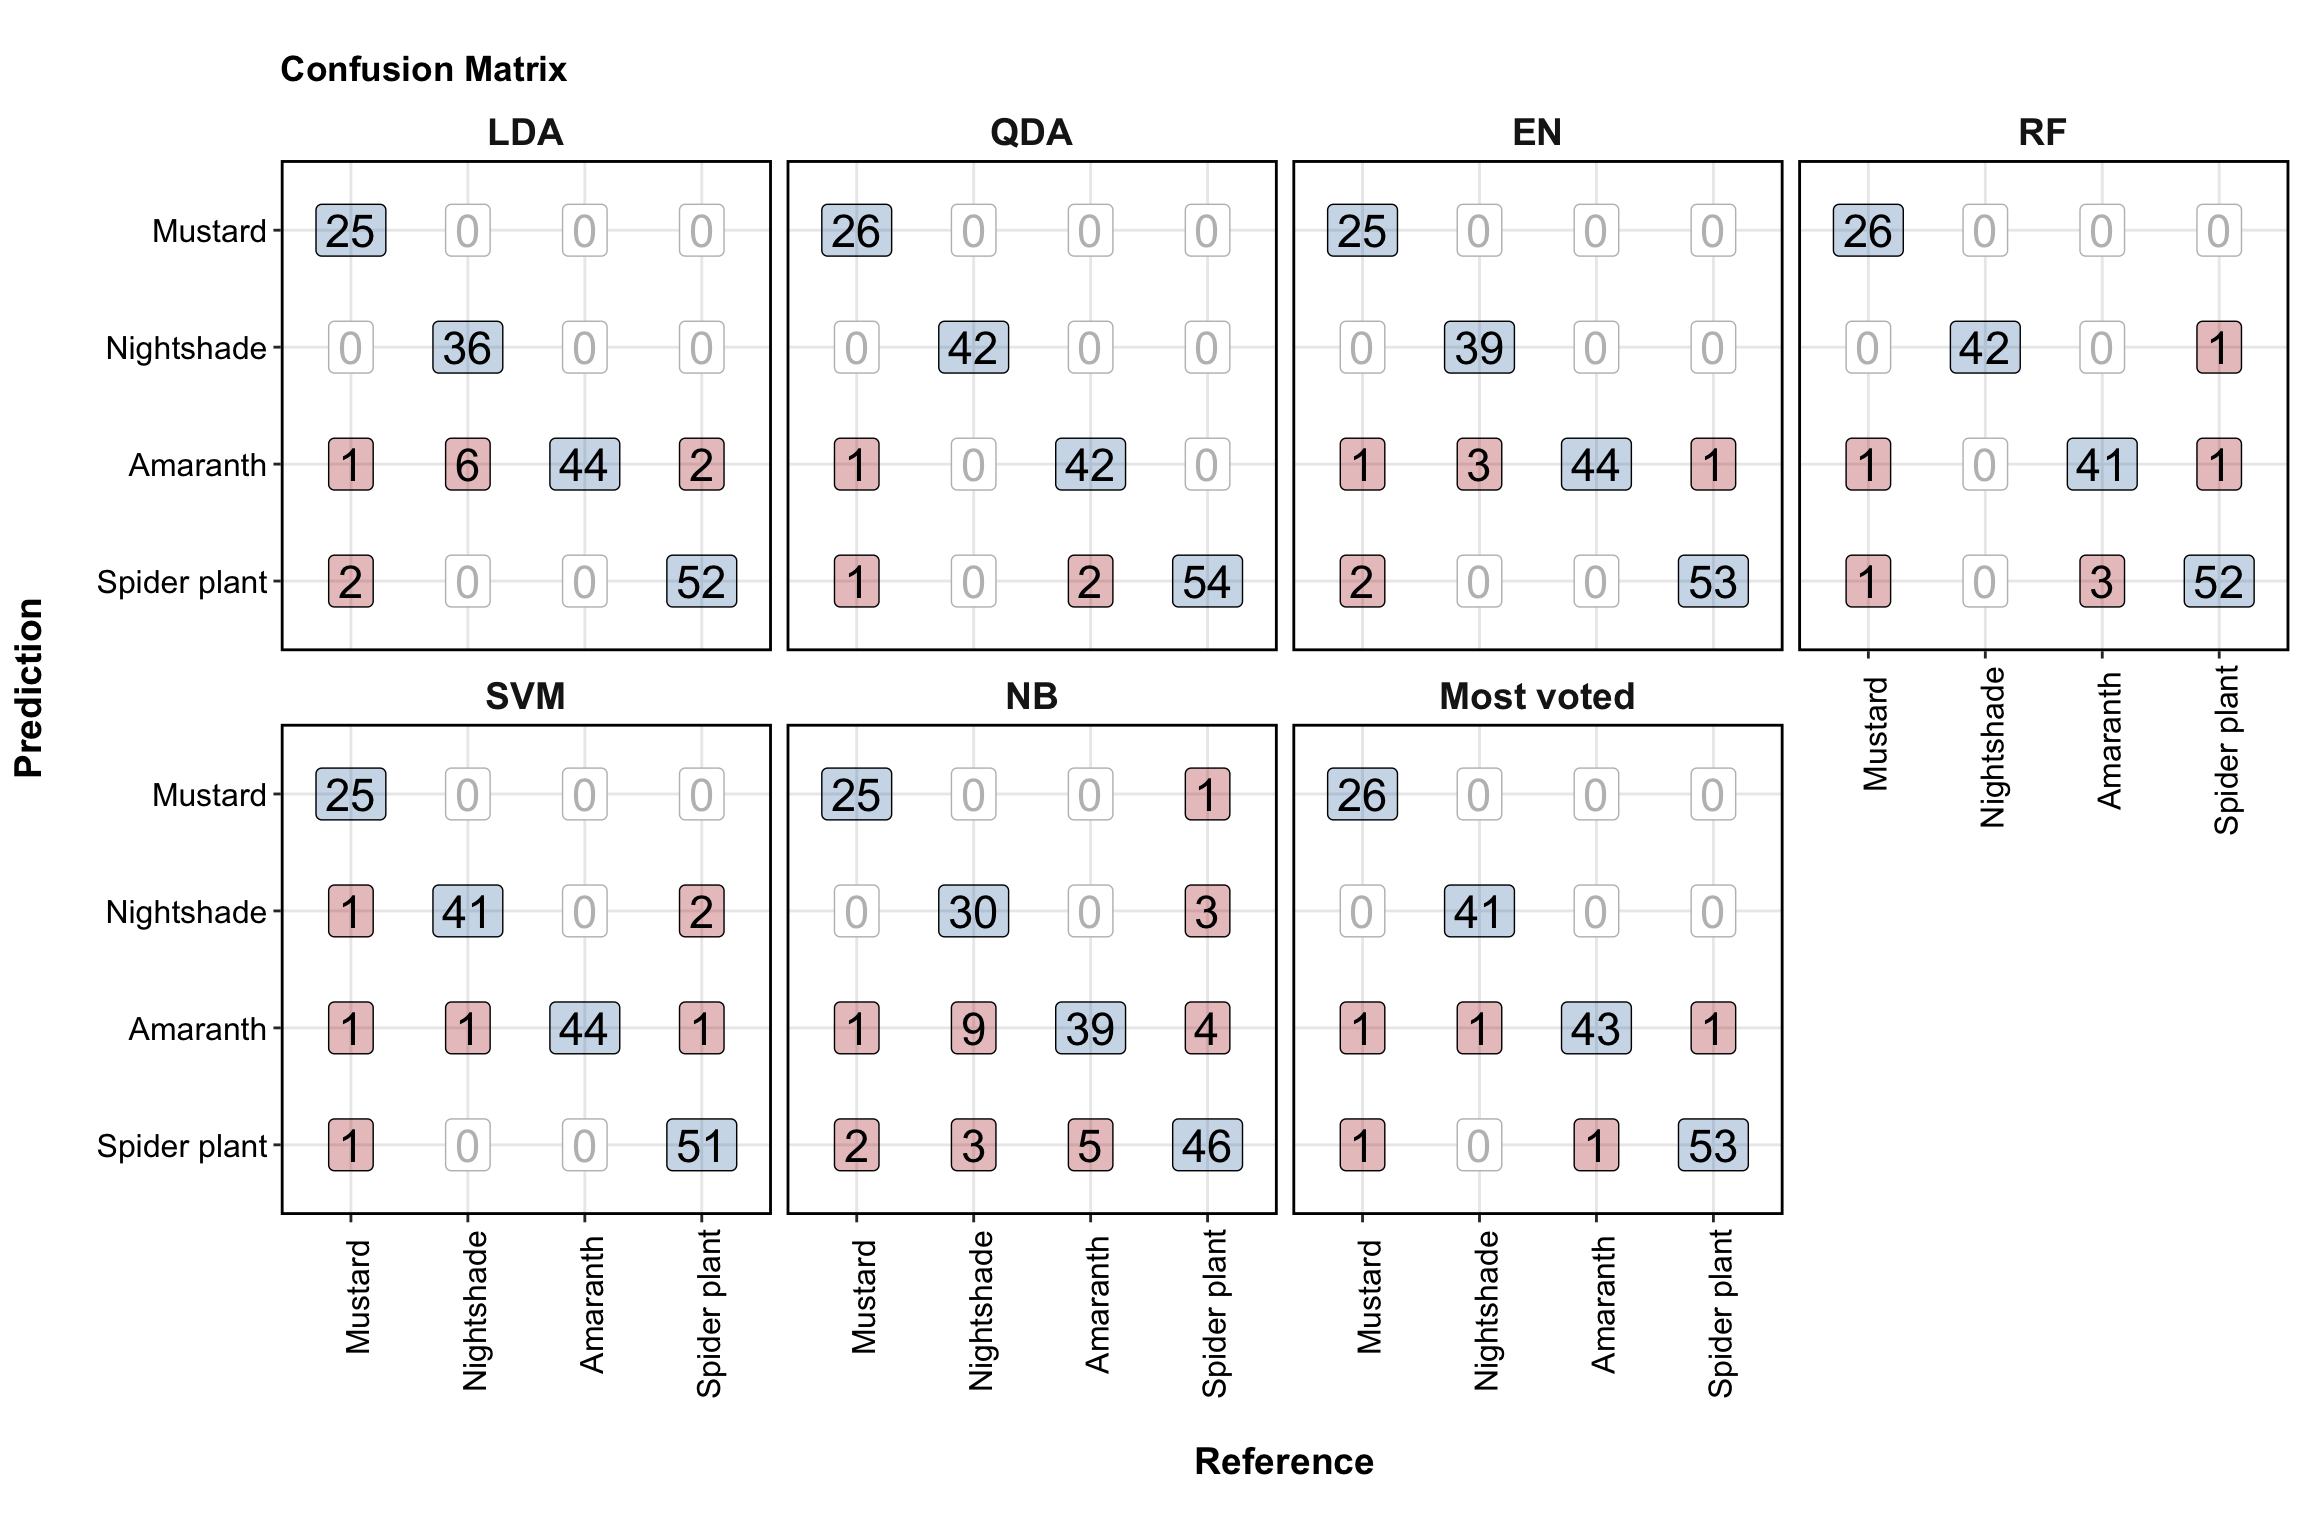 Confusion Matrix
LDA QDA EN RF
Mustard 25 0 0 0 26 0 0 0 25 0 0 0 26 0 0 0
Nightshade 0 36 0 0 0 42 0 0 0 39 0 0 0 42 0 1
Amaranth 1 6 44 2 1 0 42 0 1 3 44 1 1 0 41 1
Spider plant 2 0 0 52 1 0 2 54 2 0 0 53 1 0 3 52
Mustard Nightshade Amaranth Spider plant
SVM NB Most voted
Mustard 25 0 0 0 25 0 0 1 26 0 0 0
Nightshade 1 41 0 2 0 30 0 3 0 41 0 0
Amaranth 1 1 44 1 1 9 39 4 1 1 43 1
Spider plant 1 0 0 51 2 3 5 46 1 0 1 53
Mustard Nightshade Amaranth Spider plant Mustard Nightshade Amaranth Spider plant Mustard Nightshade Amaranth Spider plant
Prediction
Reference